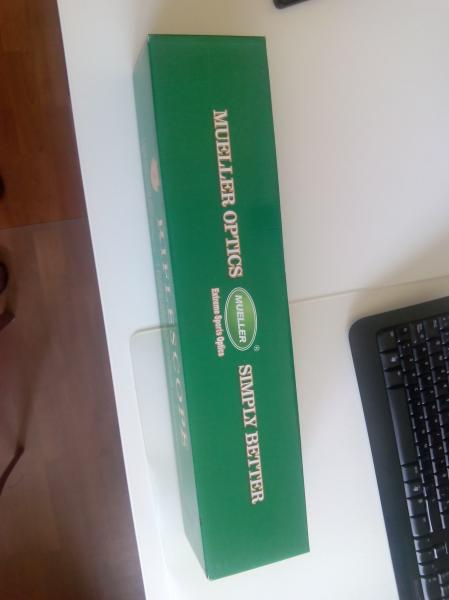 MUELLER OPTICS
MUELLER
®
Extreme Sports Optics
SIMPLY BETTER
RIFLESCOPE